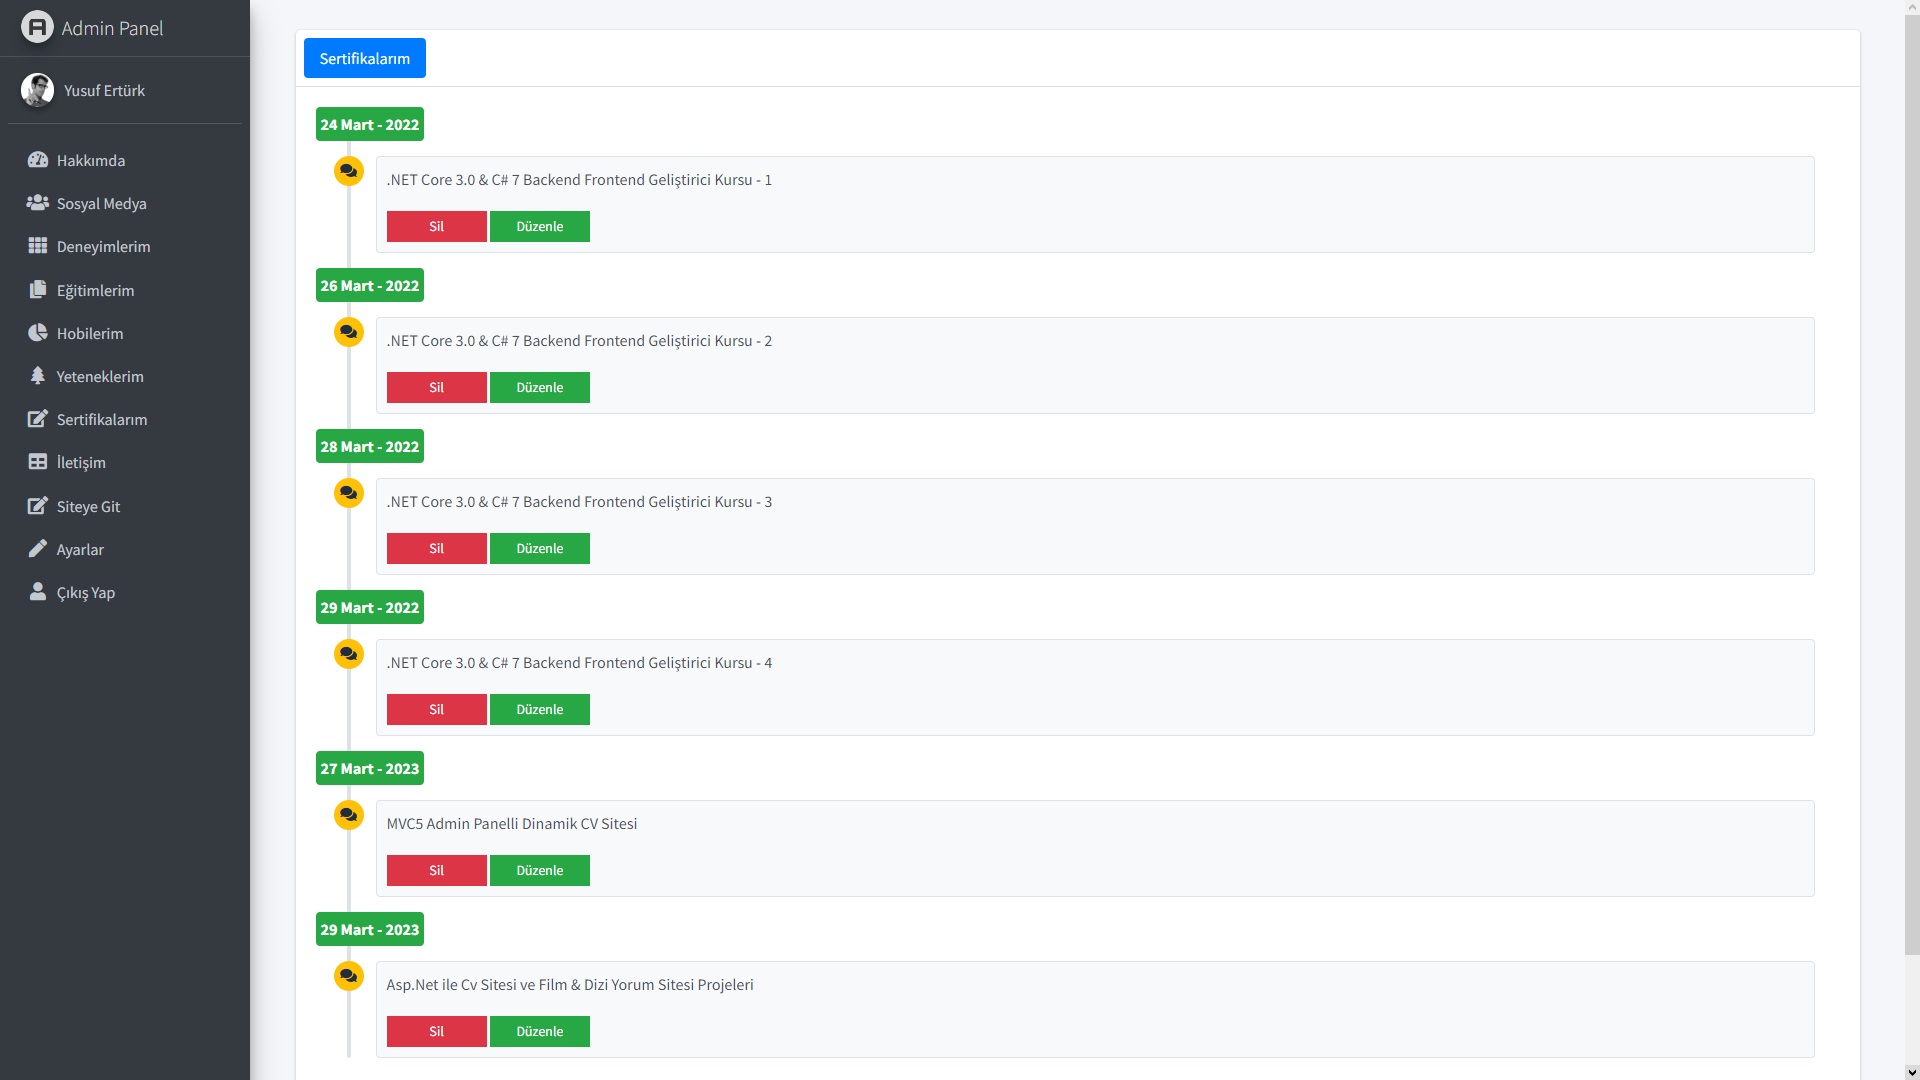 Admin Panel
Yusuf Ertürk
Hakkımda
Sosyal Medya
Deneyimlerim
Eğitimlerim
Hobilerim
Yeteneklerim
Sertifikalarım
İletişim
Siteye Git
Ayarlar
Çıkış Yap
Sertifikalarım
24 Mart - 2022
.NET Core 3.0 & C# 7 Backend Frontend Geliştirici Kursu - 1
Sil Düzenle
26 Mart - 2022
.NET Core 3.0 & C# 7 Backend Frontend Geliştirici Kursu - 2
Sil Düzenle
28 Mart - 2022
.NET Core 3.0 & C# 7 Backend Frontend Geliştirici Kursu - 3
Sil Düzenle
29 Mart - 2022
.NET Core 3.0 & C# 7 Backend Frontend Geliştirici Kursu - 4
Sil Düzenle
27 Mart - 2023
MVC5 Admin Panelli Dinamik CV Sitesi
Sil Düzenle
29 Mart - 2023
Asp.Net ile Cv Sitesi ve Film & Dizi Yorum Sitesi Projeleri
Sil Düzenle